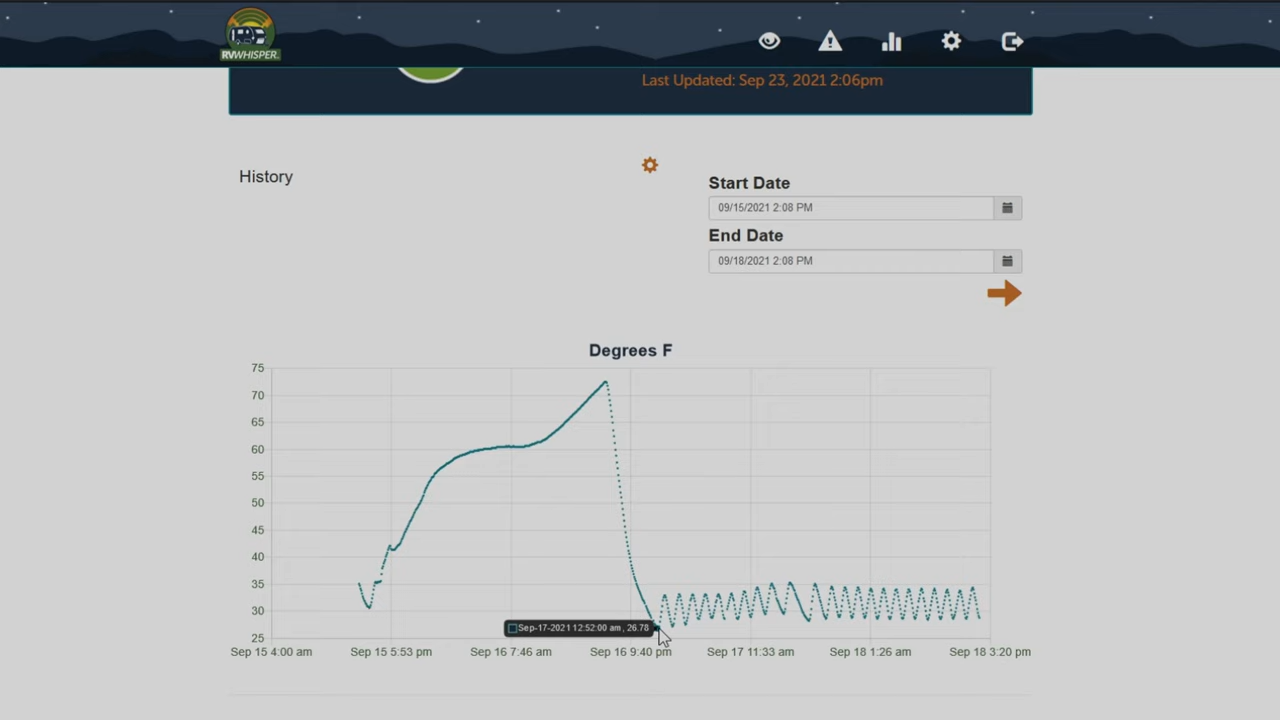 RVWHISPER
Last Updated: Sep 23, 2021 2:06pm
History
Start Date
09/15/2021 2:08 PM
End Date
09/18/2021 2:08 PM
Degrees F
75
70
65
60
55
50
45
40
35
30
25
Sep-17-2021 12:52:00 am, 26.78
Sep 15 4:00 am Sep 15 5:53 pm Sep 16 7:46 am Sep 16 9:40 pm Sep 17 11:33 am Sep 18 1:26 am Sep 18 3:20 pm